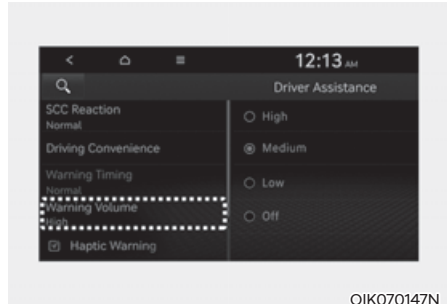 12:13 AM
Driver Assistance
SCC Reaction
Normal
Driving Convenience
Warning Timing
Normal
Warning Volume
High
Haptic Warning
High
Medium
Low
Off
OIK070147N